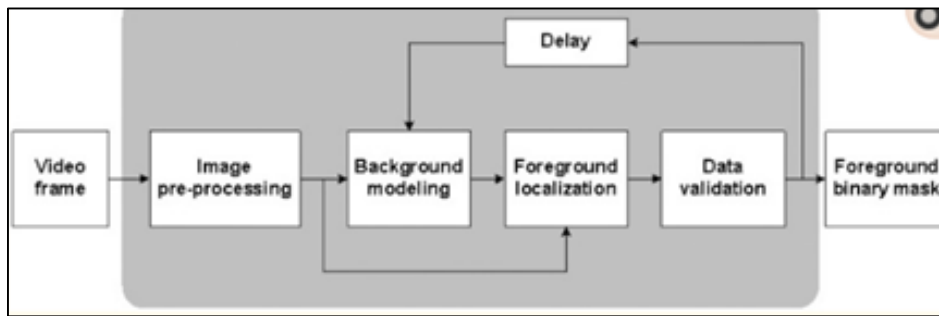 Delay
Video
frame
Image
pre-processing
Background
modeling
Foreground
localization
Data
validation
Foreground
binary mask